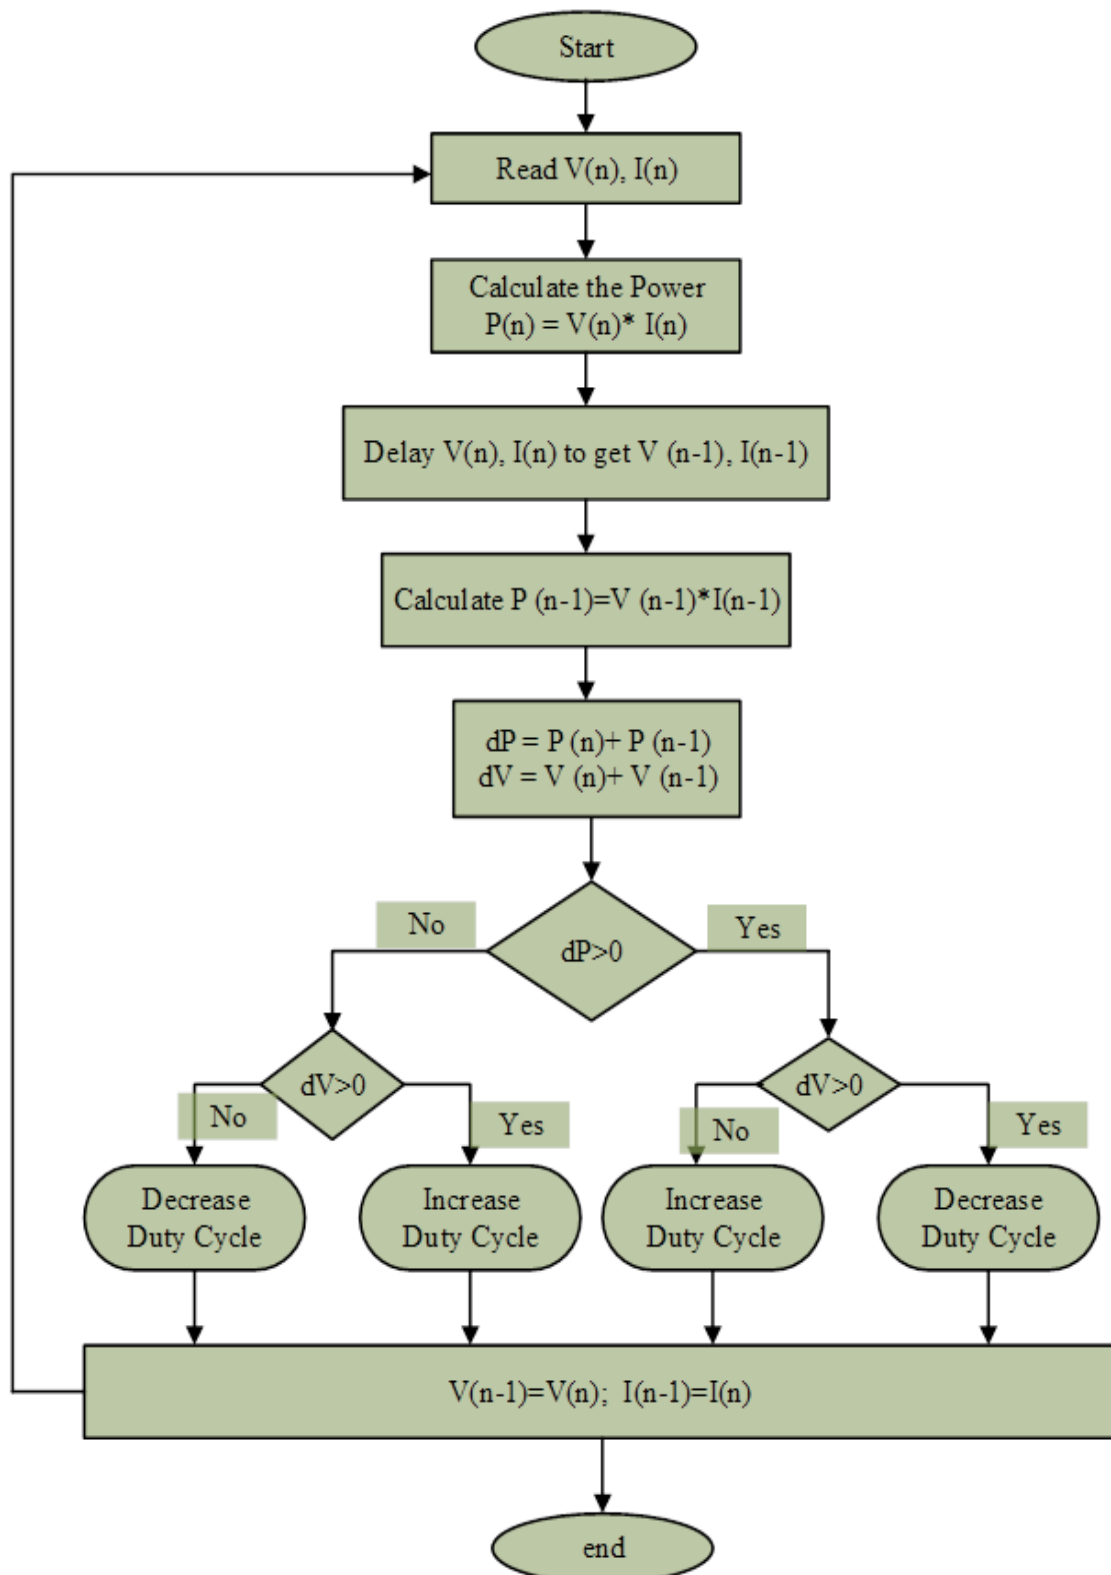 Start
Read V(n), I(n)
Calculate the Power
P(n) = V(n)* I(n)
Delay V(n), I(n) to get V (n-1), I(n-1)
Calculate P (n-1)=V (n-1)*I(n-1)
dP = P (n)+ P (n-1)
dV = V (n)+ V (n-1)
No
Yes
dP>0
dV>0
dV>0
No
Yes
No
Yes
Decrease
Duty Cycle
Increase
Duty Cycle
Increase
Duty Cycle
Decrease
Duty Cycle
V(n-1)=V(n); I(n-1)=I(n)
end